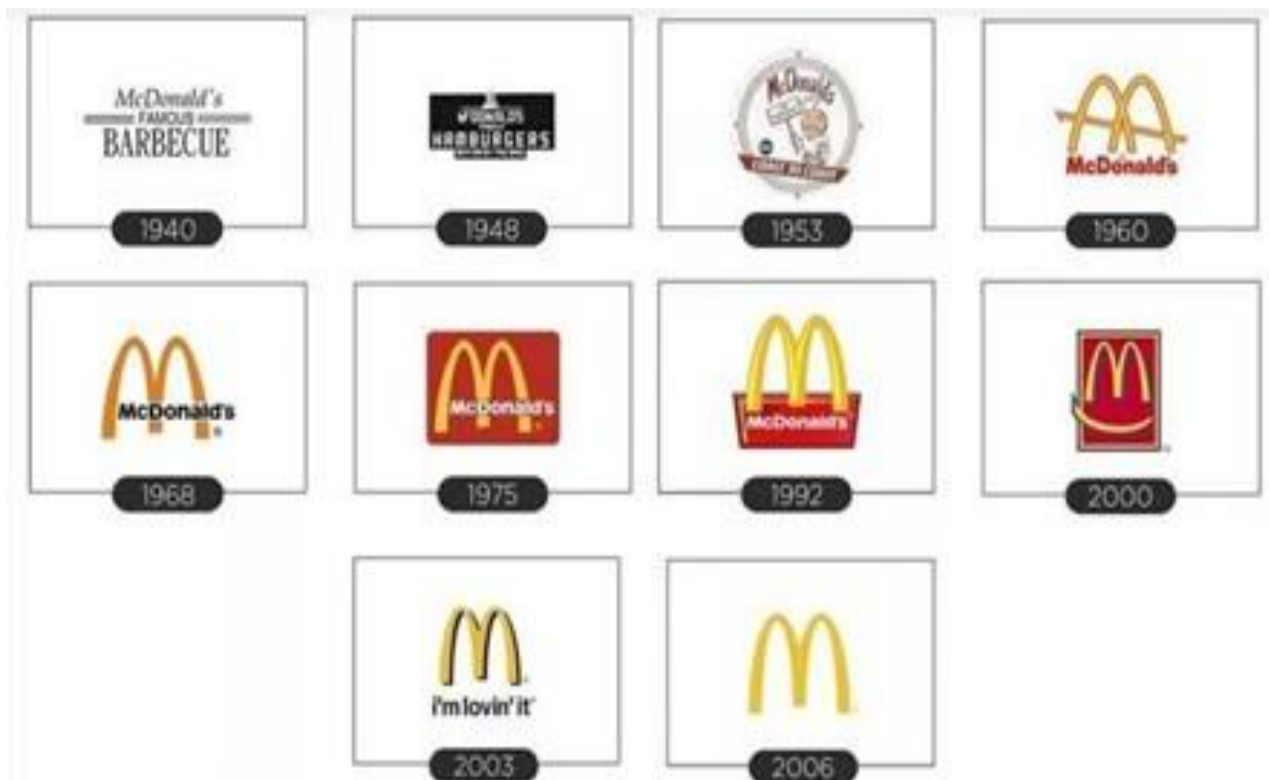 McDonald's
FAMOUS
BARBECUE
1940
HAMBURGERS
1948
McDonald's
1953
McDonald's
1960
McDonald's
1968
McDonald's
1975
McDonald's
1992
2000
i'm lovin' it
2003
2006